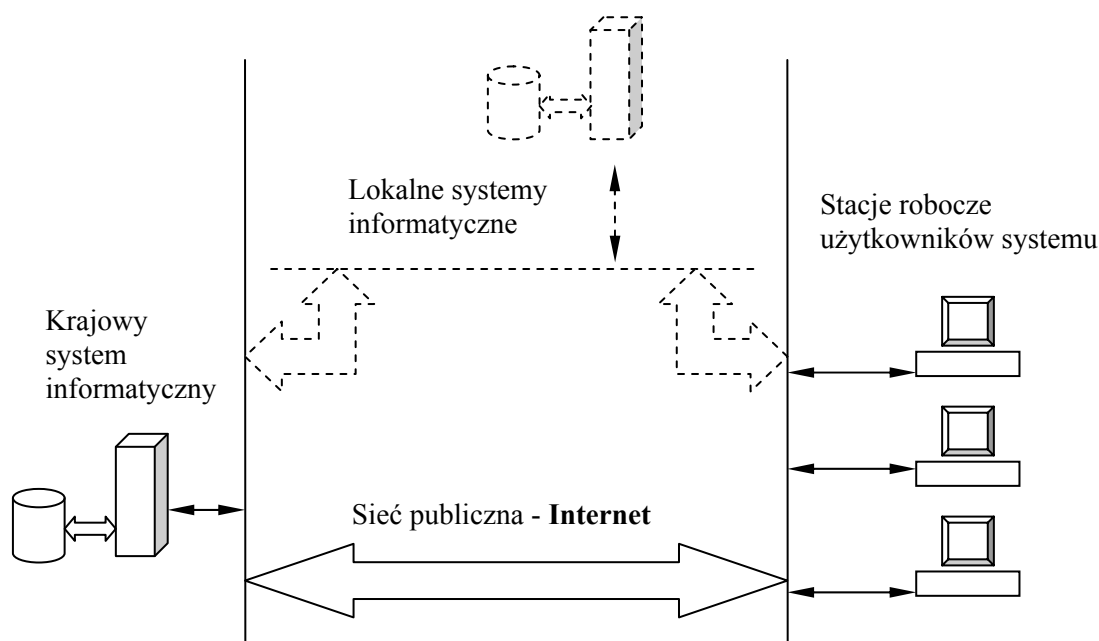 Lokalne systemy
informatyczne
Stacje robocze
użytkowników systemu
Krajowy
system
informatyczny
Sieć publiczna - Internet